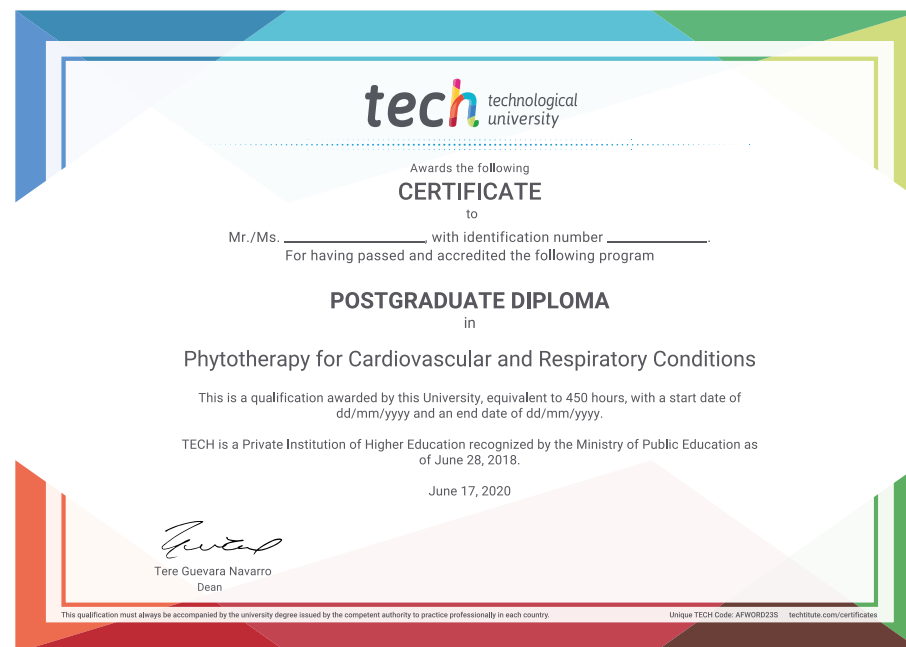 tech technological
university
Awards the following
CERTIFICATE
to
Mr./Ms. ____________, with identification number _________.
For having passed and accredited the following program
POSTGRADUATE DIPLOMA
in
Phytotherapy for Cardiovascular and Respiratory Conditions
This is a qualification awarded by this University, equivalent to 450 hours, with a start date of
dd/mm/yyyy and an end date of dd/mm/yyyy.
TECH is a Private Institution of Higher Education recognized by the Ministry of Public Education as
of June 28, 2018.
June 17, 2020
Tere Guevara Navarro
Dean
This qualification must always be accompanied by the university degree issued by the competent authority to practice professionally in each country. Unique TECH Code: AFWORD23S techtitute.com/certificates